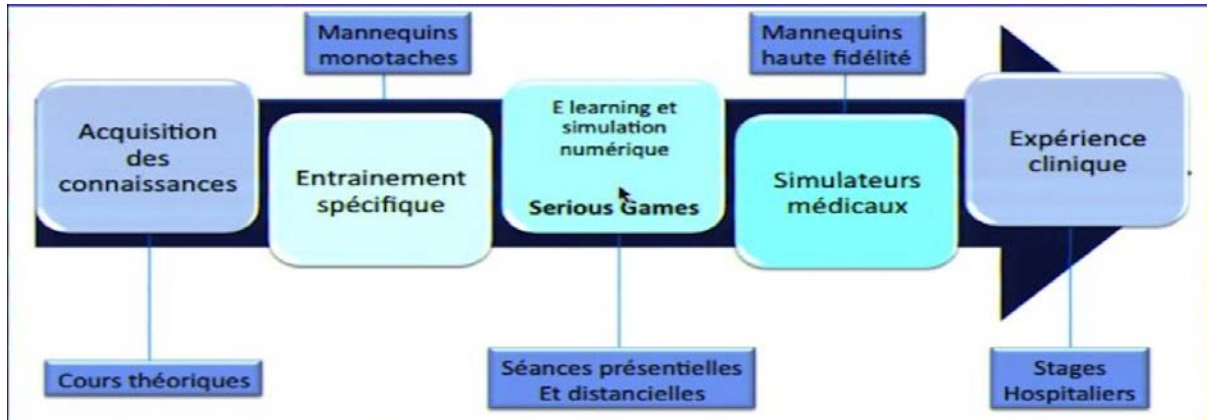 Mannequins
monotaches
Mannequins
haute fidélité
Acquisition
des
connaissances
Entrainement
spécifique
E learning et
simulation
numérique
Serious Games
Simulateurs
médicaux
Expérience
clinique
Cours théoriques
Séances présentielles
Et distancielles
Stages
Hospitaliers